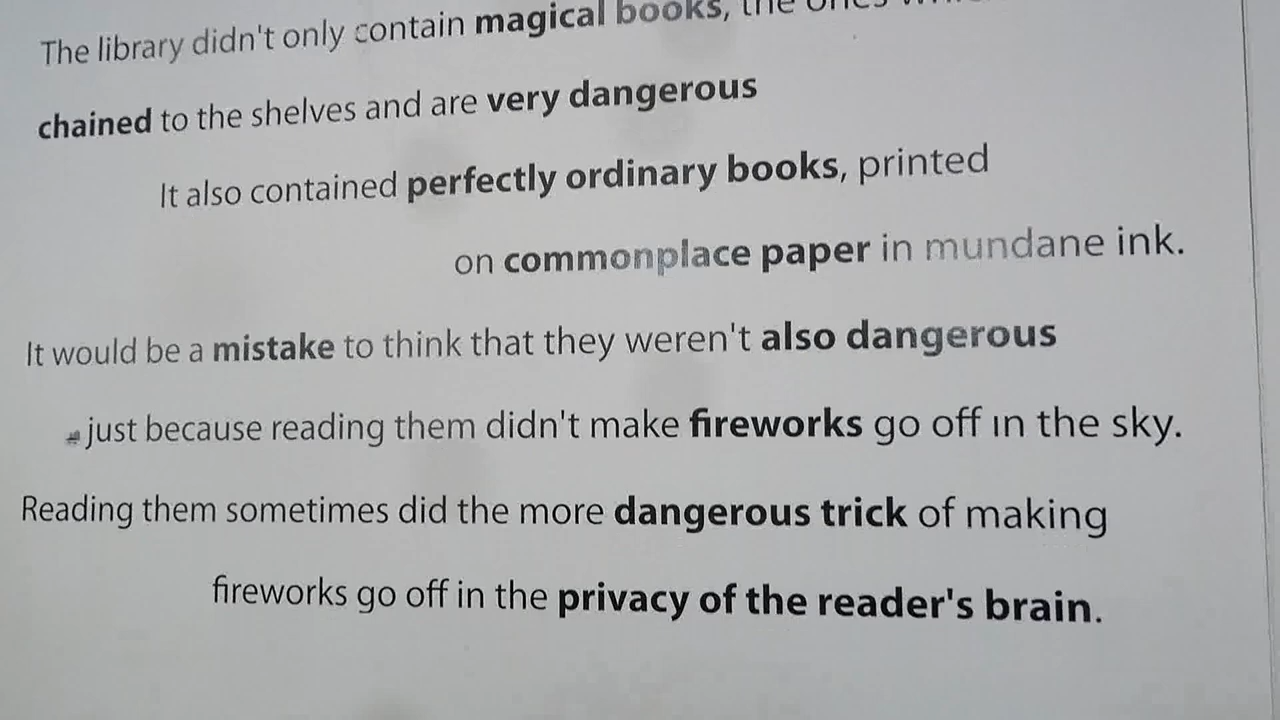 The library didn't only contain magical books, the ones
chained to the shelves and are very dangerous
It also contained perfectly ordinary books, printed
on commonplace paper in mundane ink.
It would be a mistake to think that they weren't also dangerous
just because reading them didn't make fireworks go off in the sky.
Reading them sometimes did the more dangerous trick of making
fireworks go off in the privacy of the reader's brain.